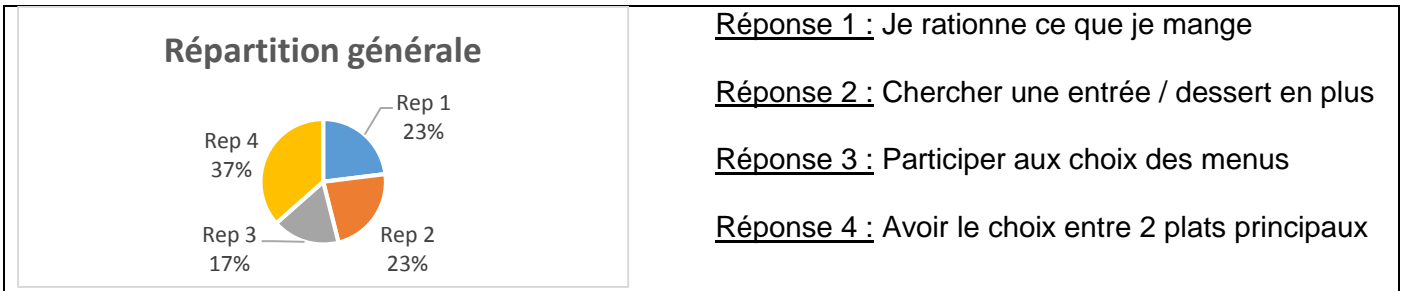 Répartition générale
Rep 1
23%
Rep 2
23%
Rep 3
17%
Rep 4
37%
Réponse 1 : Je rationne ce que je mange
Réponse 2 : Chercher une entrée / dessert en plus
Réponse 3 : Participer aux choix des menus
Réponse 4 : Avoir le choix entre 2 plats principaux